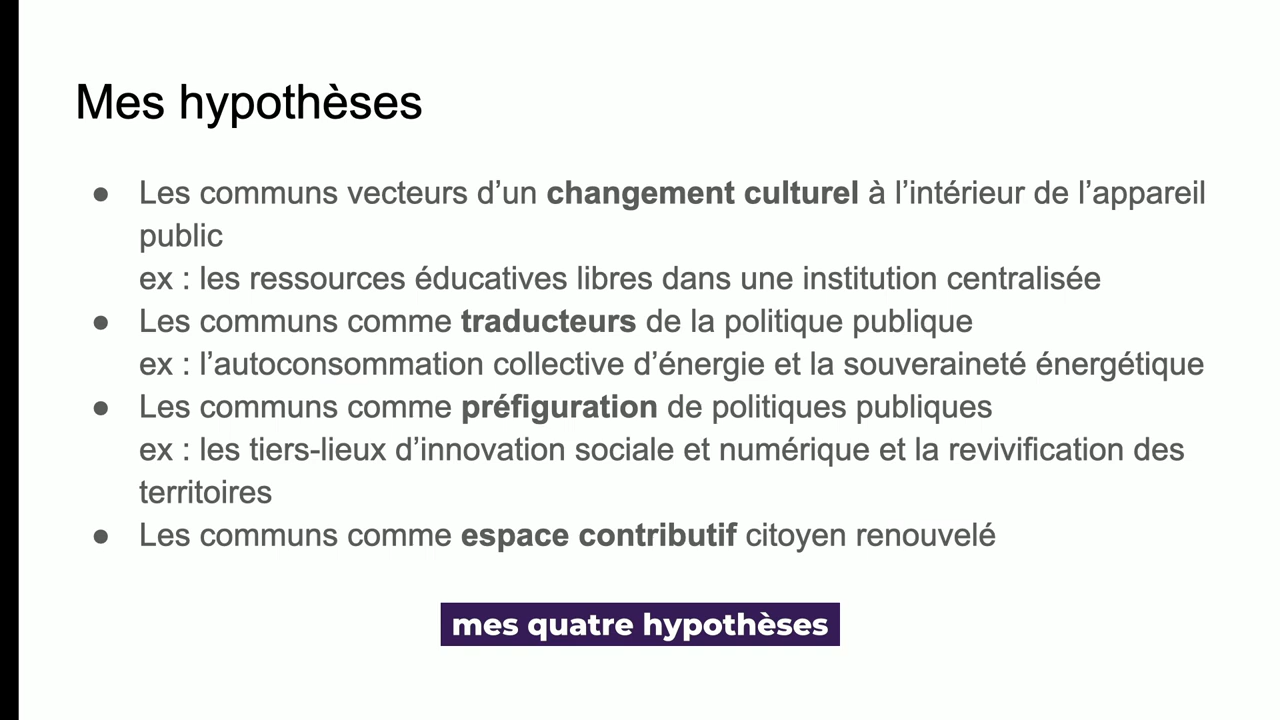 Mes hypothèses
● Les communs vecteurs d’un changement culturel à l’intérieur de l’appareil
public
ex : les ressources éducatives libres dans une institution centralisée
● Les communs comme traducteurs de la politique publique
ex : l’autoconsommation collective d’énergie et la souveraineté énergétique
● Les communs comme préfiguration de politiques publiques
ex : les tiers-lieux d’innovation sociale et numérique et la revivification des
territoires
● Les communs comme espace contributif citoyen renouvelé
mes quatre hypothèses